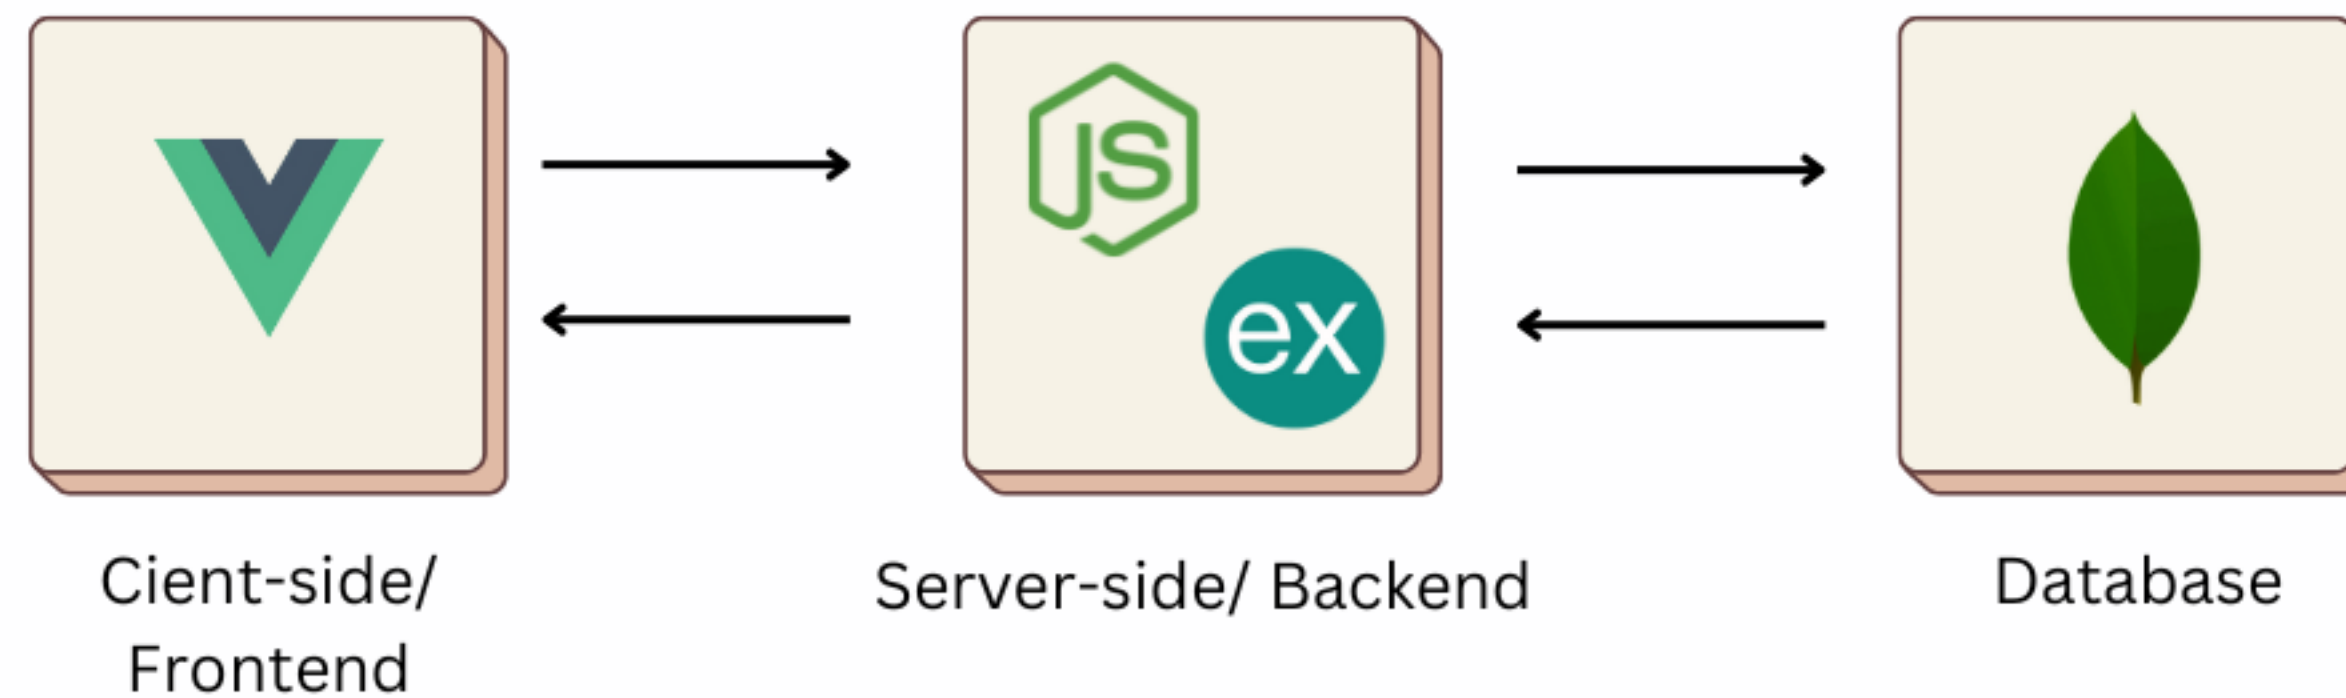 JS
ex
Cient-side/
Frontend
Server-side/ Backend
Database